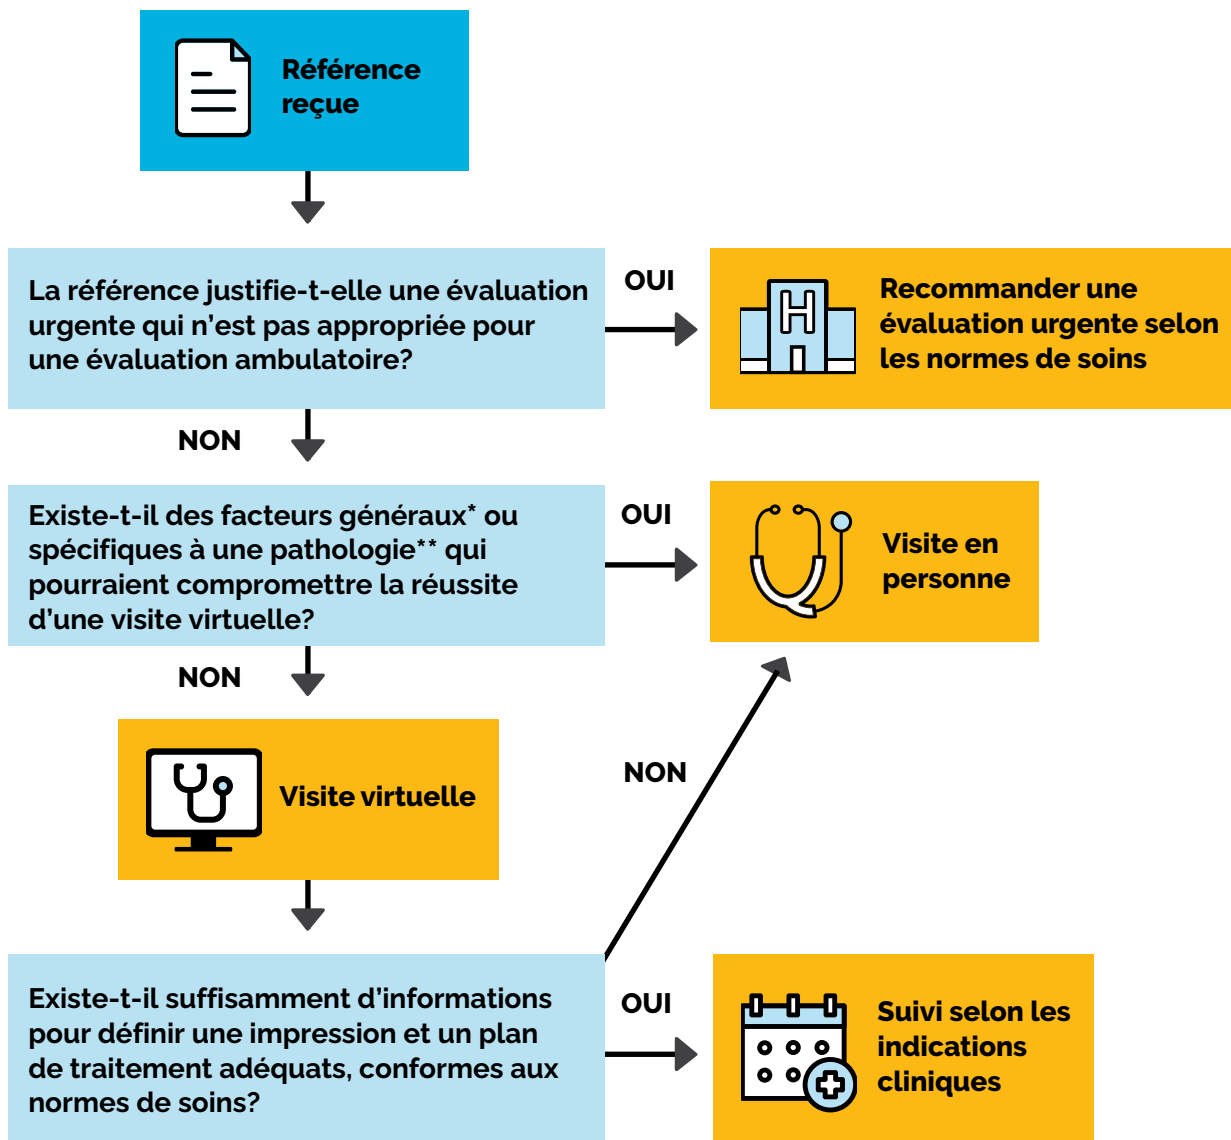 Référence
reçue
La référence justifie-t-elle une évaluation
urgente qui n’est pas appropriée pour
une évaluation ambulatoire?
OUI
Recommander une
évaluation urgente selon
les normes de soins
NON
Existe-t-il des facteurs généraux* ou
spécifiques à une pathologie** qui
pourraient compromettre la réussite
d’une visite virtuelle?
OUI
Visite en
personne
NON
Visite virtuelle
NON
Existe-t-il suffisamment d’informations
pour définir une impression et un plan
de traitement adéquats, conformes aux
normes de soins?
OUI
Suivi selon les
indications
cliniques